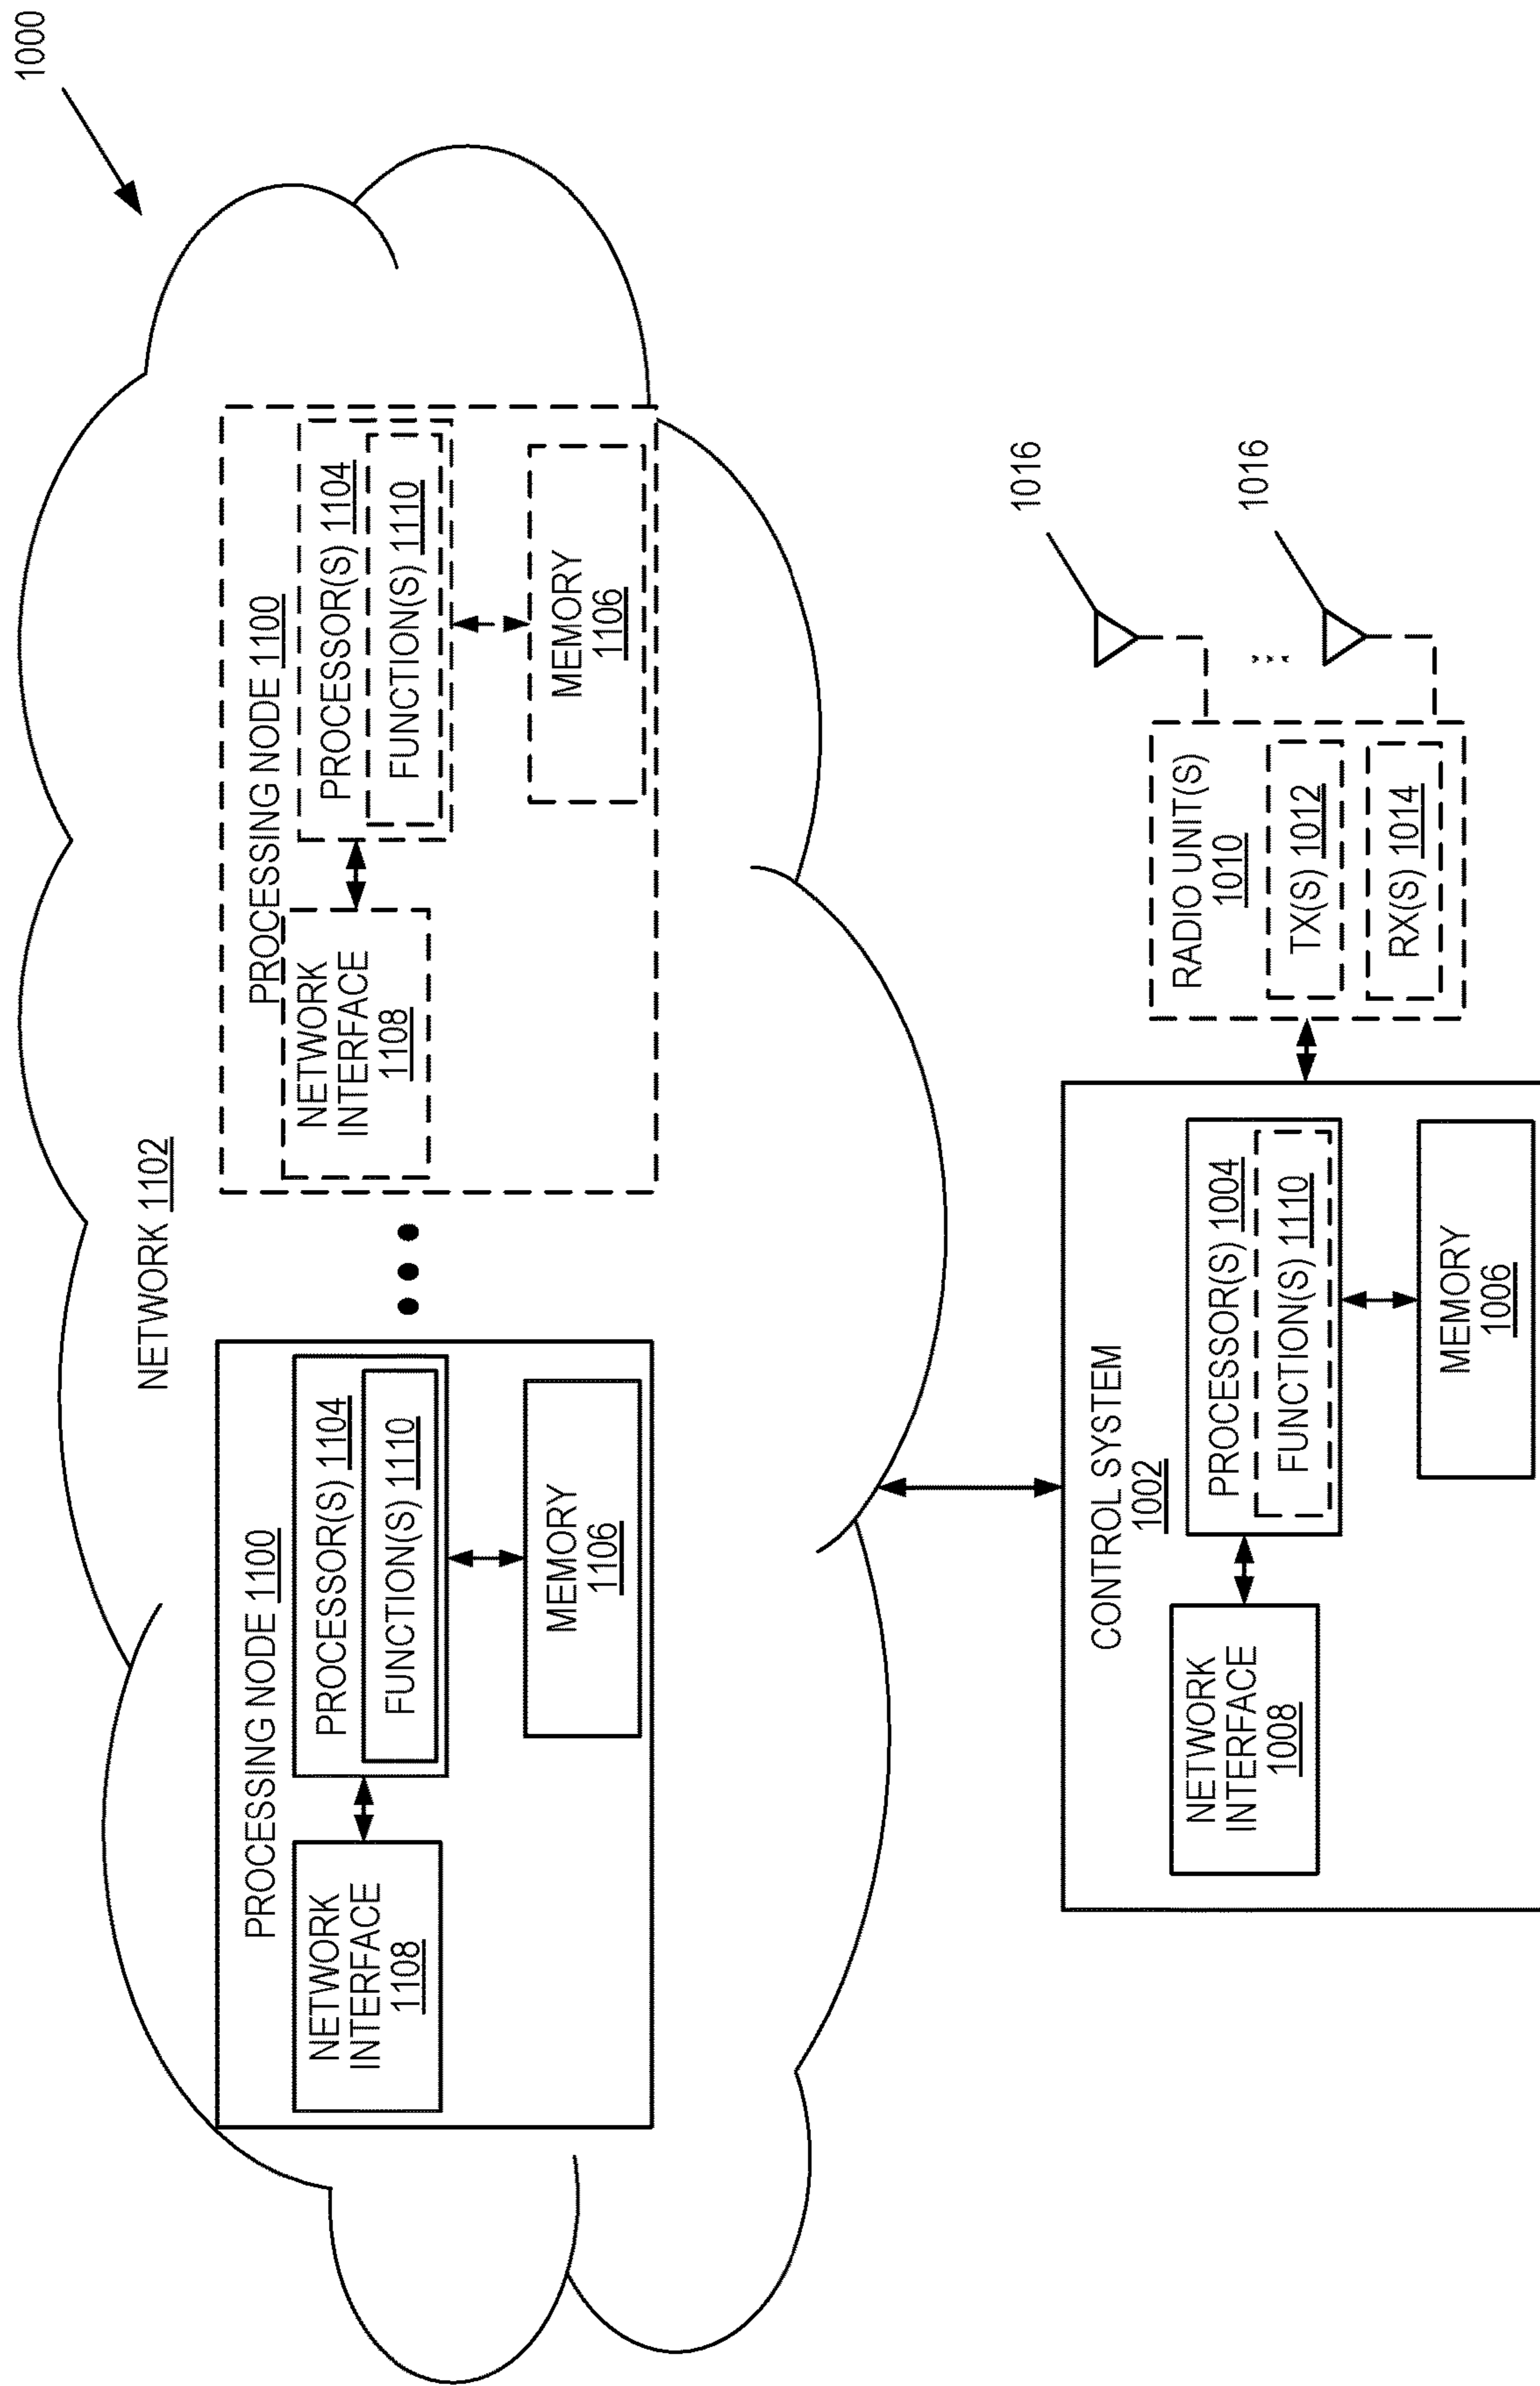 1000
NETWORK 1102
PROCESSING NODE 1100
NETWORK
INTERFACE
1108
PROCESSOR(S) 1104
FUNCTION(S) 1110
MEMORY
1106
PROCESSING NODE 1100
NETWORK
INTERFACE
1108
PROCESSOR(S) 1104
FUNCTION(S) 1110
MEMORY
1106
CONTROL SYSTEM
1002
NETWORK
INTERFACE
1008
PROCESSOR(S) 1004
FUNCTION(S) 1110
MEMORY
1006
RADIO UNIT(S)
1010
TX(S) 1012
RX(S) 1014
1016
1016